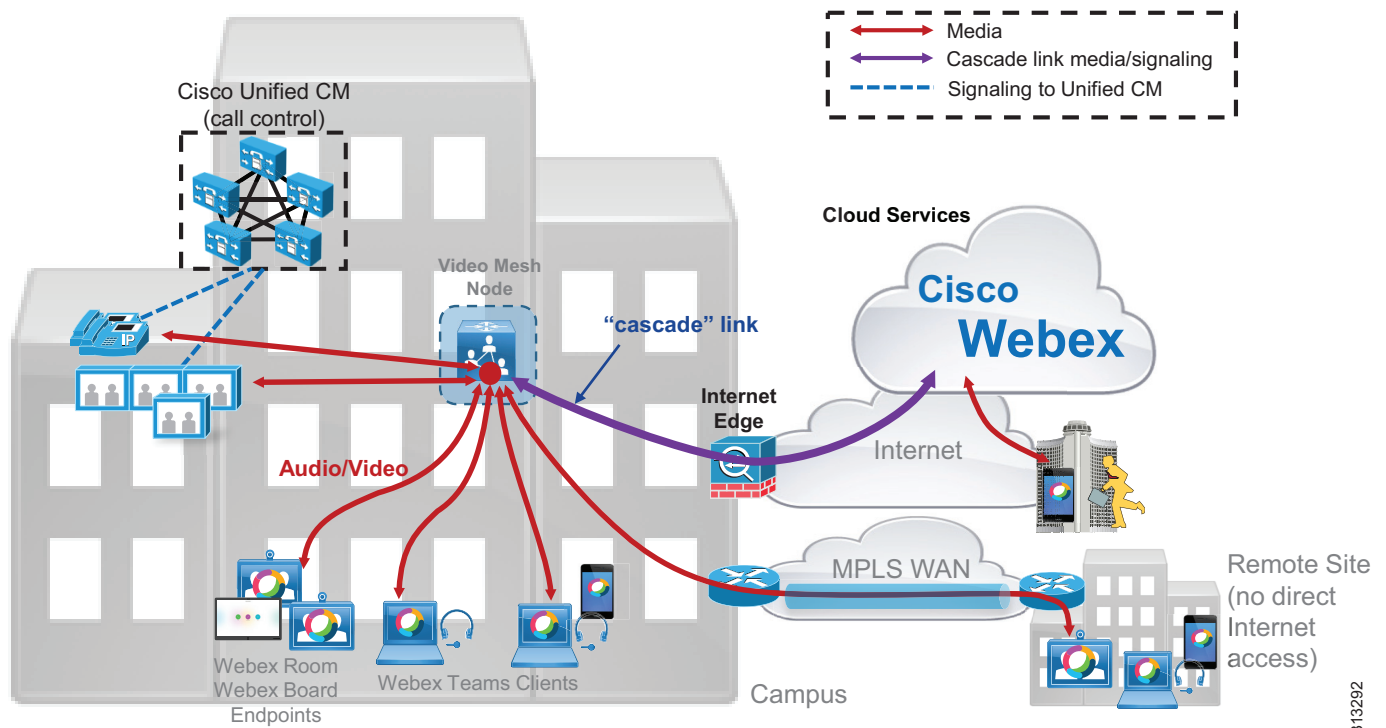 Media
Cascade link media/signaling
Signaling to Unified CM
Cisco Unified CM
(call control)
Video Mesh
Node
"cascade" link
Cloud Services
Cisco
Webex
Internet
Edge
Internet
IP
Audio/Video
MPLS WAN
Remote Site
(no direct
Internet
access)
Webex Room
Webex Board
Endpoints
Webex Teams Clients
Campus
313292